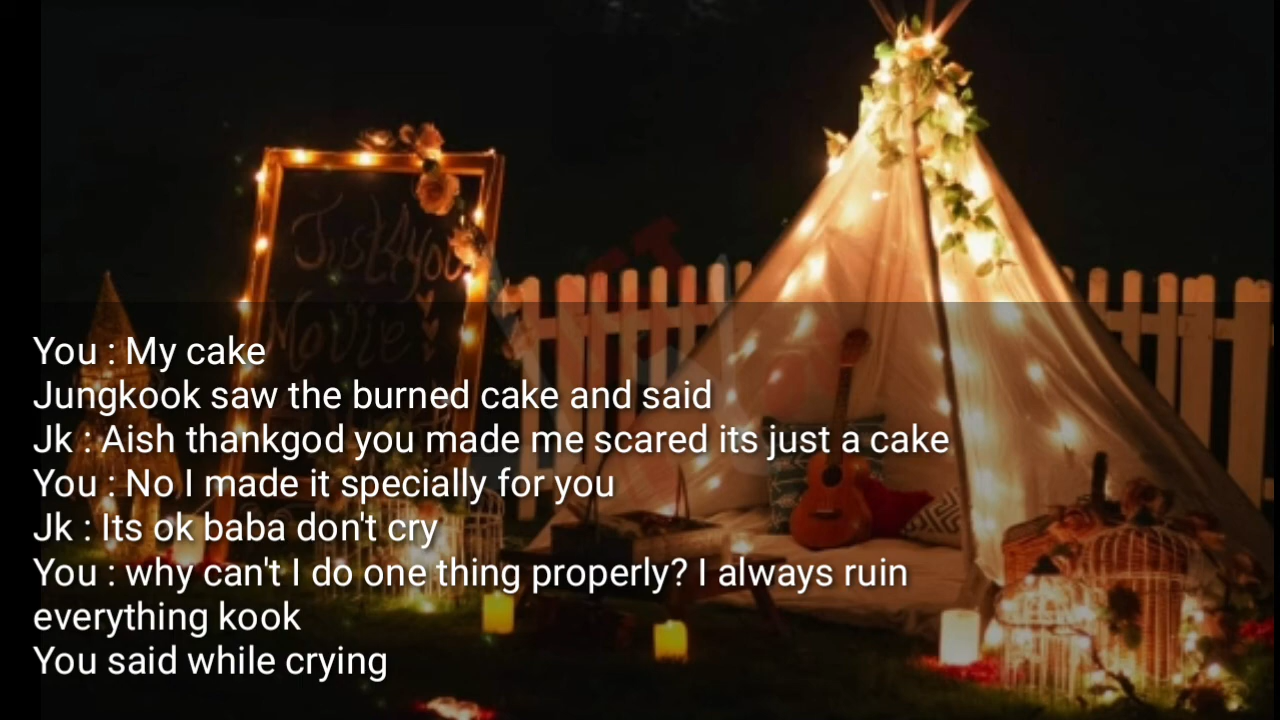 Just4you
Movie
You : My cake
Jungkook saw the burned cake and said
Jk : Aish thankgod you made me scared its just a cake
You : No I made it specially for you
Jk : Its ok baba don't cry
You : why can't I do one thing properly? I always ruin
everything kook
You said while crying